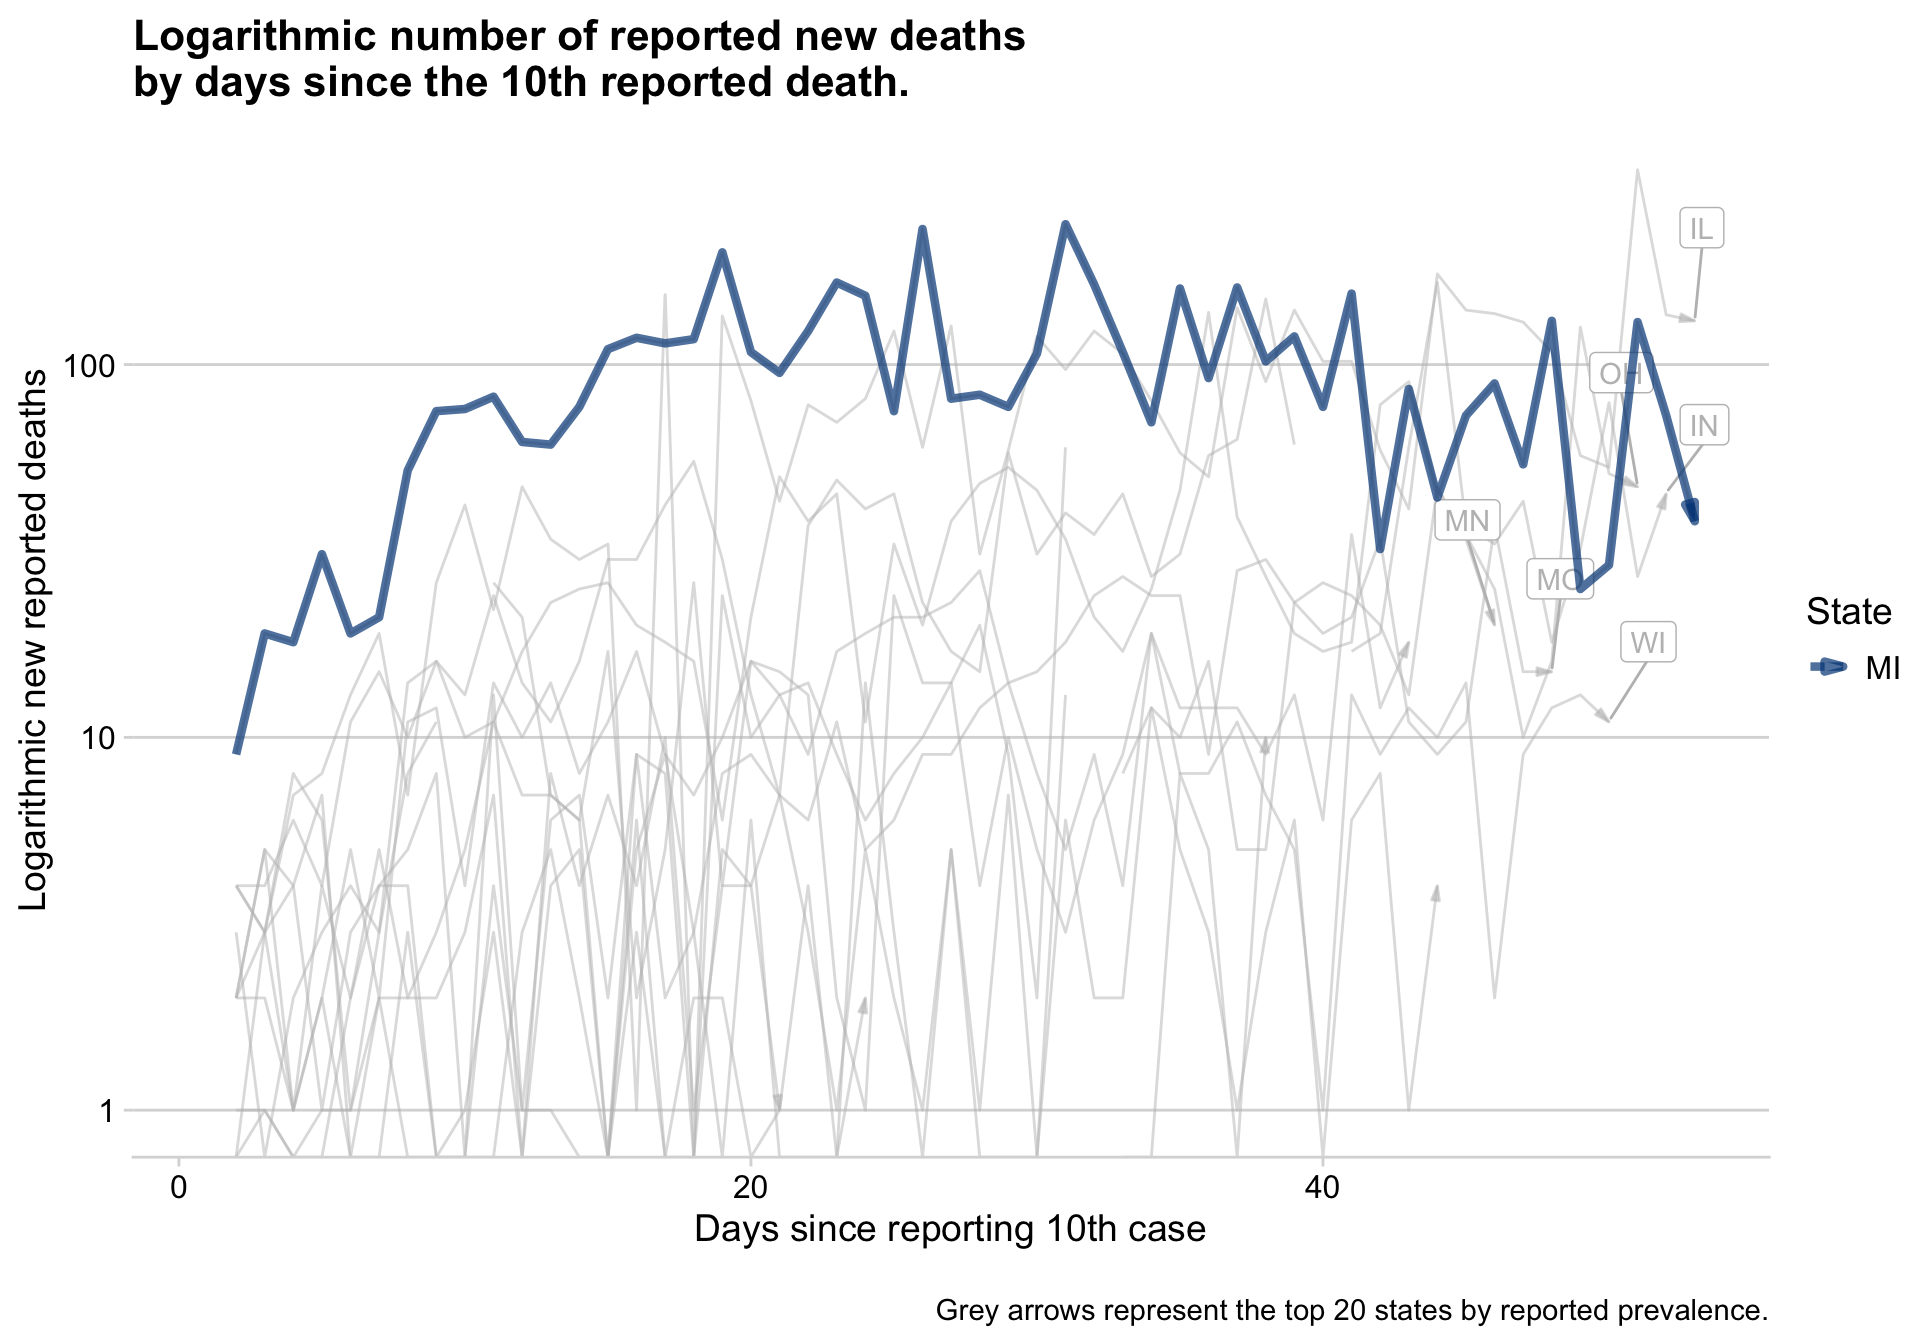 Logarithmic number of reported new deaths
by days since the 10th reported death.
Logarithmic new reported deaths
100
10
1
IL
OH
IN
MN
MO
WI
State
MI
0
20
40
Days since reporting 10th case
Grey arrows represent the top 20 states by reported prevalence.